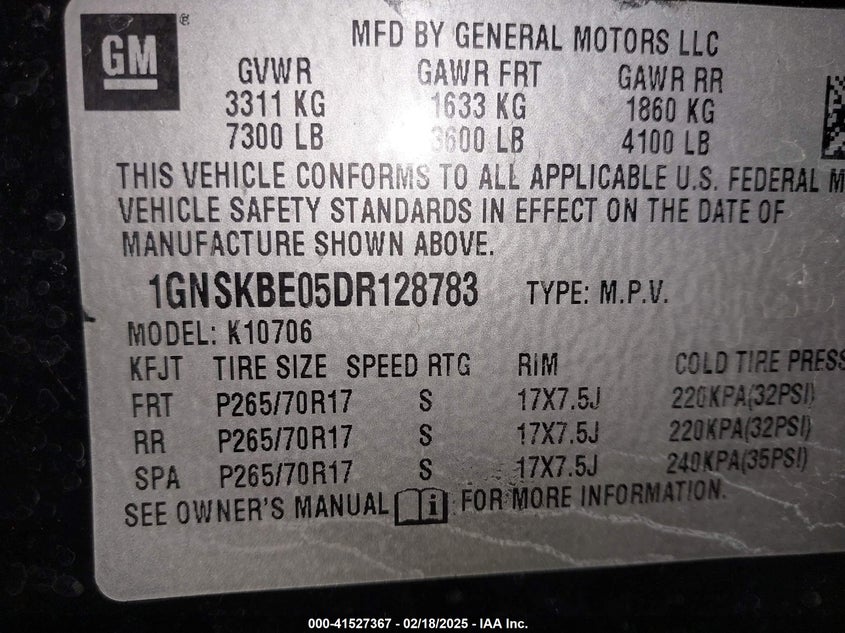 GM ®
MFD BY GENERAL MOTORS LLC
GVWR GAWR FRT GAWR RR
3311 KG 1633 KG 1860 KG
7300 LB 3600 LB 4100 LB
THIS VEHICLE CONFORMS TO ALL APPLICABLE U.S. FEDERAL M
VEHICLE SAFETY STANDARDS IN EFFECT ON THE DATE OF
MANUFACTURE SHOWN ABOVE.
1GNSKBE05DR128783 TYPE: M.P.V.
MODEL: K10706
KFJT TIRE SIZE SPEED RTG RIM COLD TIRE PRESS
FRT P265/70R17 S 17X7.5J 220KPA(32PSI)
RR P265/70R17 S 17X7.5J 220KPA(32PSI)
SPA P265/70R17 S 17X7.5J 240KPA(35PSI)
SEE OWNER'S MANUAL FOR MORE INFORMATION.
000-41527367 - 02/18/2025 - IAA Inc.